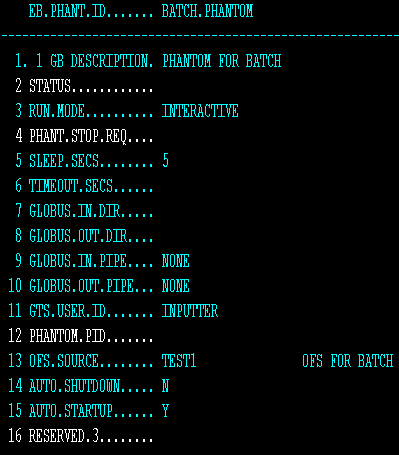 EB.PHANT.ID....... BATCH.PHANTOM
------------------------------------------------------
1. 1 GB DESCRIPTION. PHANTOM FOR BATCH
2 STATUS............
3 RUN.MODE.......... INTERACTIVE
4 PHANT.STOP.REQ....
5 SLEEP.SECS........ 5
6 TIMEOUT.SECS......
7 GLOBUS.IN.DIR.....
8 GLOBUS.OUT.DIR....
9 GLOBUS.IN.PIPE.... NONE
10 GLOBUS.OUT.PIPE... NONE
11 GTS.USER.ID....... INPUTTER
12 PHANTOM.PID.......
13 OFS.SOURCE........ TEST1 OFS FOR BATCH
14 AUTO.SHUTDOWN..... N
15 AUTO.STARTUP...... Y
16 RESERVED.3........